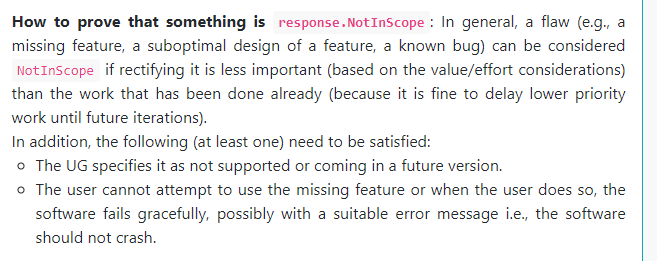 How to prove that something is response.NotInScope: In general, a flaw (e.g., a
missing feature, a suboptimal design of a feature, a known bug) can be considered
NotInScope if rectifying it is less important (based on the value/effort considerations)
than the work that has been done already (because it is fine to delay lower priority
work until future iterations).
In addition, the following (at least one) need to be satisfied:
○ The UG specifies it as not supported or coming in a future version.
○ The user cannot attempt to use the missing feature or when the user does so, the
software fails gracefully, possibly with a suitable error message i.e., the software
should not crash.